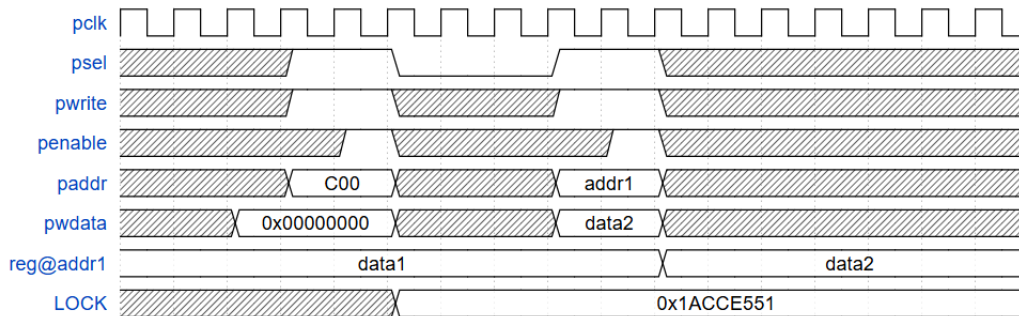 pclk
psel
pwrite
penable
paddr C00 addr1
pwdata 0x00000000 data2
reg@addr1 data1 data2
LOCK 0x1ACCE551